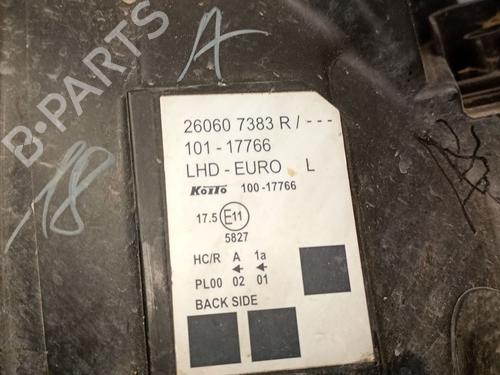 A
18
26060 7383 R / - - -
101 - 17766
LHD - EURO . L
KOITO 100 -17766
17.5 E11
5827
HC/R A 1a
PL00 02 01
BACK SIDE
B-PARTS